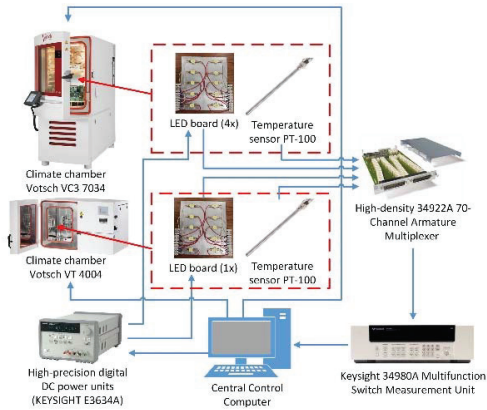 LED board (4x)
Temperature
sensor PT-100
Climate chamber
Votsch VC3 7034
High-density 34922A 70-
Channel Armature
Multiplexer
LED board (1x)
Temperature
sensor PT-100
Climate chamber
Votsch VT 4004
High-precision digital
DC power units
(KEYSIGHT E3634A)
Central Control
Computer
Keysight 34980A Multifunction
Switch Measurement Unit